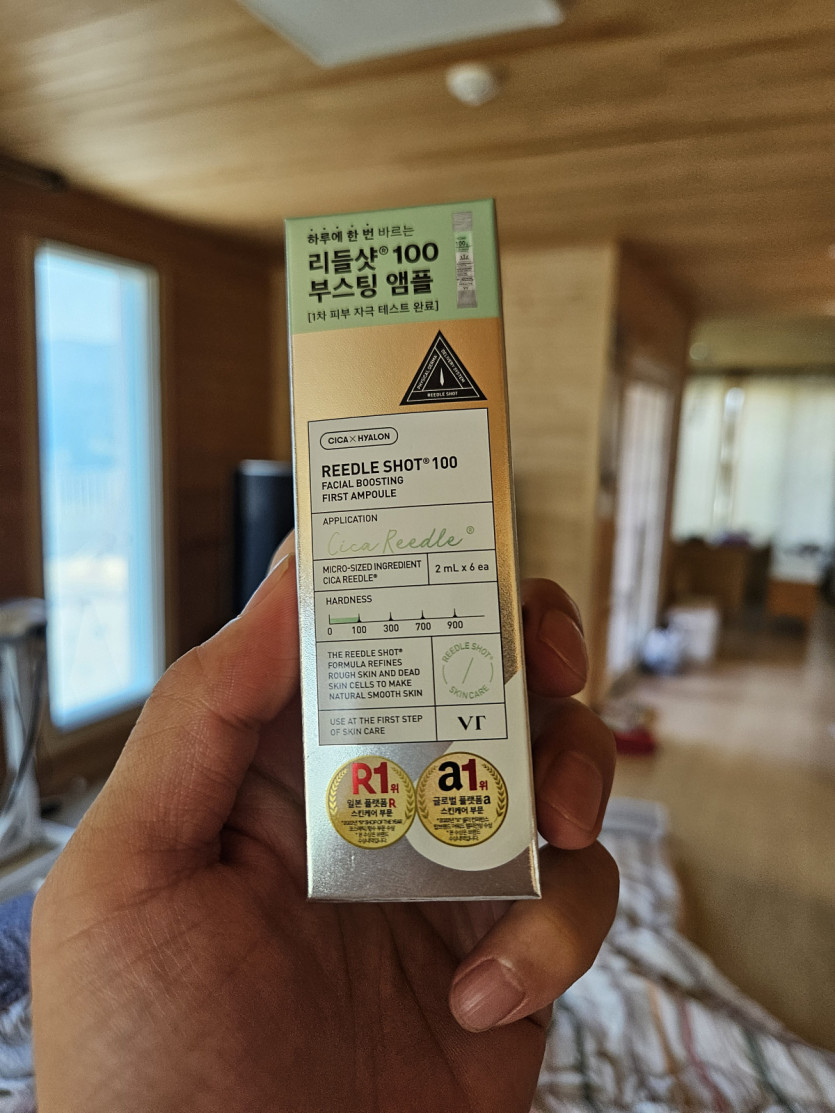 하루에 한 번 바르는
리들샷® 100
부스팅 앰플
[1차 피부 자극 테스트 완료]
DELIVERY SYSTEM
REEDLE SHOT
CICA X HYALON
REEDLE SHOT® 100
FACIAL BOOSTING
FIRST AMPOULE
APPLICATION
Cica Reedle®
MICRO-SIZED INGREDIENT
CICA REEDLE®
2 mL x 6 ea
HARDNESS
0 100 300 700 900
THE REEDLE SHOT®
FORMULA REFINES
ROUGH SKIN AND DEAD
SKIN CELLS TO MAKE
NATURAL SMOOTH SKIN
REEDLE SHOT®
SKINCARE
USE AT THE FIRST STEP
OF SKIN CARE
VT
R1위
일본 플랫폼 R
스킨케어 부문
a1위
글로벌 플랫폼 a
스킨케어 부문